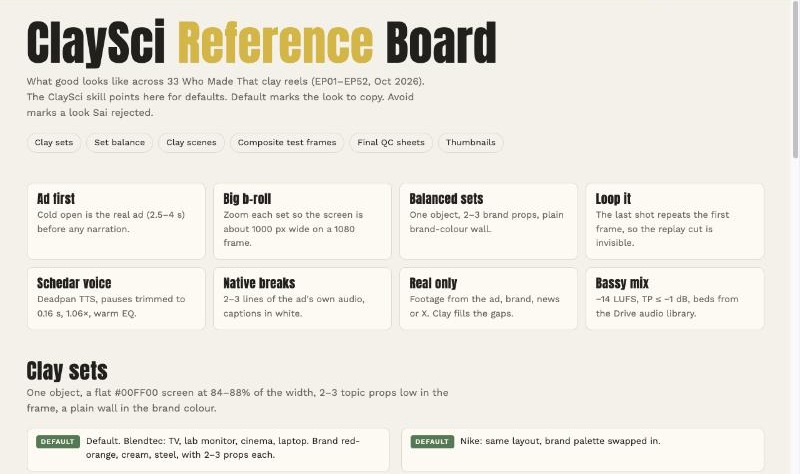 ClaySci Reference Board
What good looks like across 33 Who Made That clay reels (EP01–EP52, Oct 2026).
The ClaySci skill points here for defaults. Default marks the look to copy. Avoid
marks a look Sai rejected.
Clay sets
Set balance
Clay scenes
Composite test frames
Final QC sheets
Thumbnails
Ad first
Cold open is the real ad (2.5–4 s)
before any narration.
Big b-roll
Zoom each set so the screen is
about 1000 px wide on a 1080
frame.
Balanced sets
One object, 2–3 brand props, plain
brand-colour wall.
Loop it
The last shot repeats the first
frame, so the replay cut is
invisible.
Schedar voice
Deadpan TTS, pauses trimmed to
0.16 s, 1.06×, warm EQ.
Native breaks
2–3 lines of the ad's own audio,
captions in white.
Real only
Footage from the ad, brand, news
or X. Clay fills the gaps.
Bassy mix
−14 LUFS, TP ≤ −1 dB, beds from
the Drive audio library.
Clay sets
One object, a flat #00FF00 screen at 84–88% of the width, 2–3 topic props low in the
frame, a plain wall in the brand colour.
DEFAULT Default. Blendtec: TV, lab monitor, cinema, laptop. Brand red-
orange, cream, steel, with 2–3 props each.
DEFAULT Nike: same layout, brand palette swapped in.